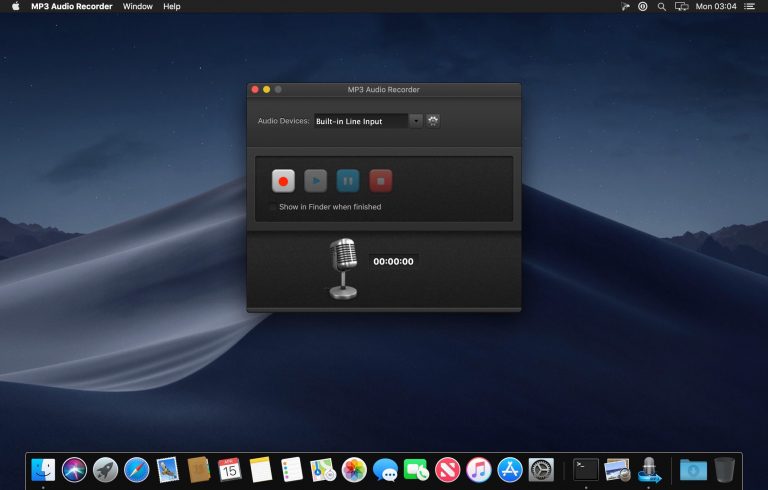 MP3 Audio Recorder Window Help Mon 03:04
MP3 Audio Recorder
Audio Devices: Built-in Line Input
Show in Finder when finished
00:00:00
15
>_